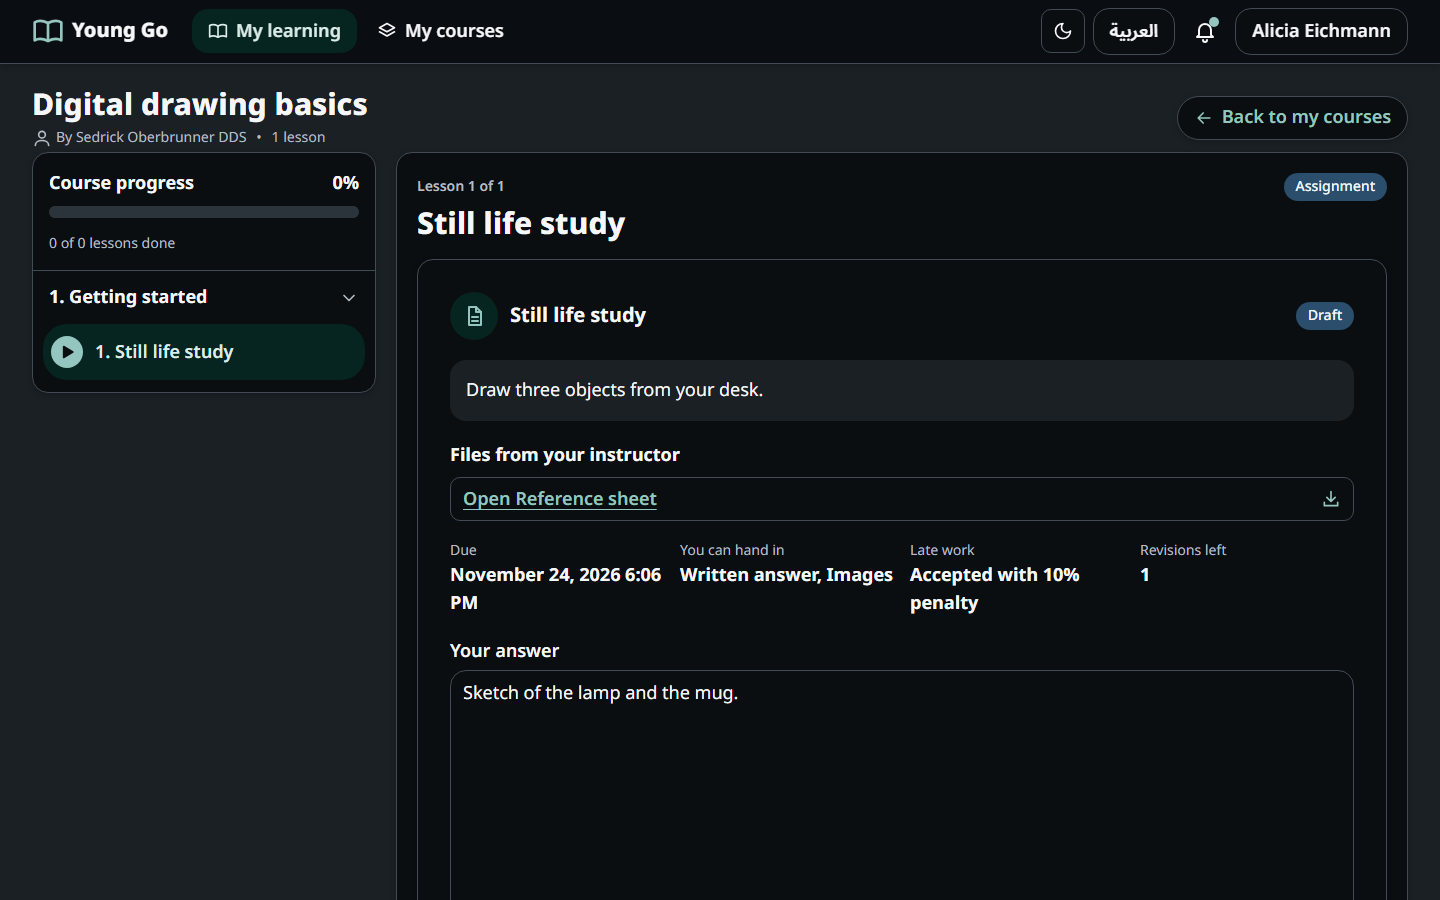 Young Go
My learning
My courses
العربية
Alicia Eichmann
Digital drawing basics
By Sedrick Oberbrunner DDS • 1 lesson
Back to my courses
Course progress
0%
0 of 0 lessons done
1. Getting started
1. Still life study
Lesson 1 of 1
Assignment
Still life study
Still life study
Draft
Draw three objects from your desk.
Files from your instructor
Open Reference sheet
Due
November 24, 2026 6:06
PM
You can hand in
Written answer, Images
Late work
Accepted with 10%
penalty
Revisions left
1
Your answer
Sketch of the lamp and the mug.